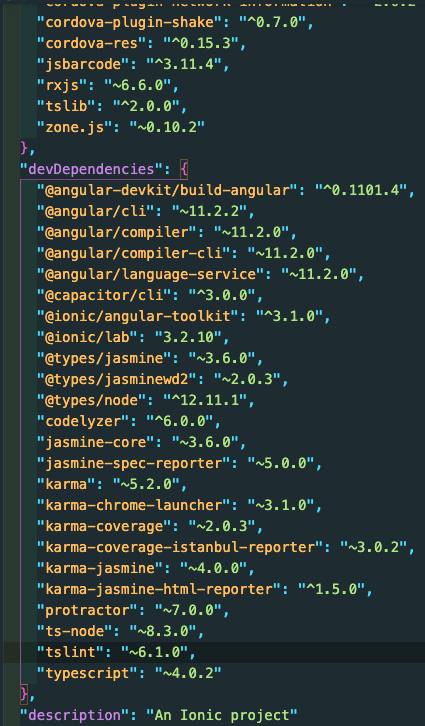 "cordova-plugin-shake": "^0.7.0",
"cordova-res": "^0.15.3",
"jsbarcode": "^3.11.4",
"rxjs": "~6.6.0",
"tslib": "^2.0.0",
"zone.js": "~0.10.2"
},
"devDependencies": {
"@angular-devkit/build-angular": "^0.1101.4",
"@angular/cli": "~11.2.2",
"@angular/compiler": "~11.2.0",
"@angular/compiler-cli": "~11.2.0",
"@angular/language-service": "~11.2.0",
"@capacitor/cli": "^3.0.0",
"@ionic/angular-toolkit": "^3.1.0",
"@ionic/lab": "3.2.10",
"@types/jasmine": "~3.6.0",
"@types/jasminewd2": "~2.0.3",
"@types/node": "^12.11.1",
"codelyzer": "^6.0.0",
"jasmine-core": "~3.6.0",
"jasmine-spec-reporter": "~5.0.0",
"karma": "~5.2.0",
"karma-chrome-launcher": "~3.1.0",
"karma-coverage": "~2.0.3",
"karma-coverage-istanbul-reporter": "~3.0.2",
"karma-jasmine": "~4.0.0",
"karma-jasmine-html-reporter": "^1.5.0",
"protractor": "~7.0.0",
"ts-node": "~8.3.0",
"tslint": "~6.1.0",
"typescript": "~4.0.2"
},
"description": "An Ionic project"